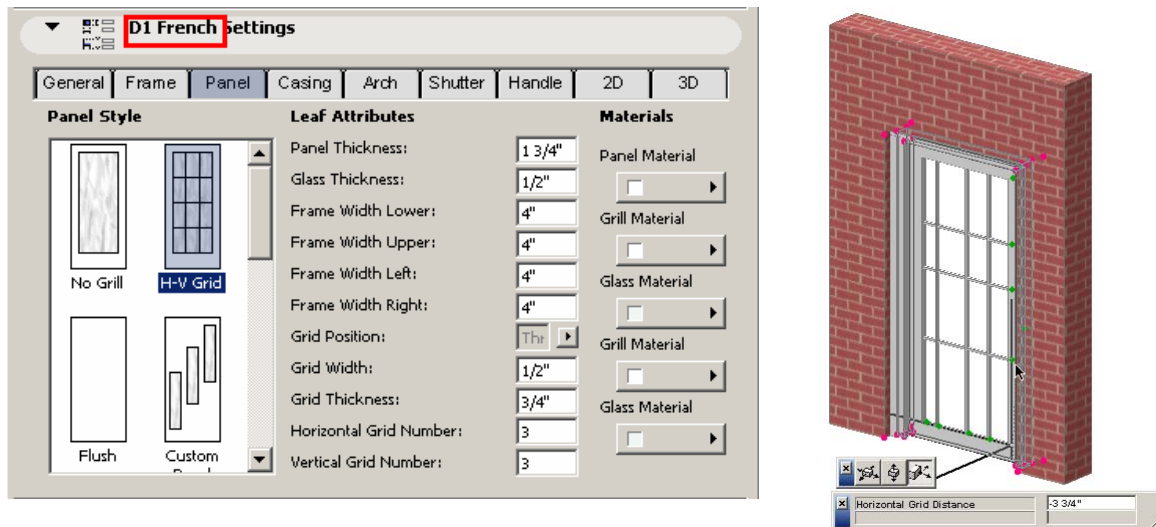 D1 French Settings
General Frame Panel Casing Arch Shutter Handle 2D 3D
Panel Style
No Grill
H-V Grid
Flush
Custom
Leaf Attributes
Panel Thickness: 1 3/4"
Glass Thickness: 1/2"
Frame Width Lower: 4"
Frame Width Upper: 4"
Frame Width Left: 4"
Frame Width Right: 4"
Grid Position: Thr
Grid Width: 1/2"
Grid Thickness: 3/4"
Horizontal Grid Number: 3
Vertical Grid Number: 3
Materials
Panel Material
Grill Material
Glass Material
Grill Material
Glass Material
Horizontal Grid Distance -3 3/4"